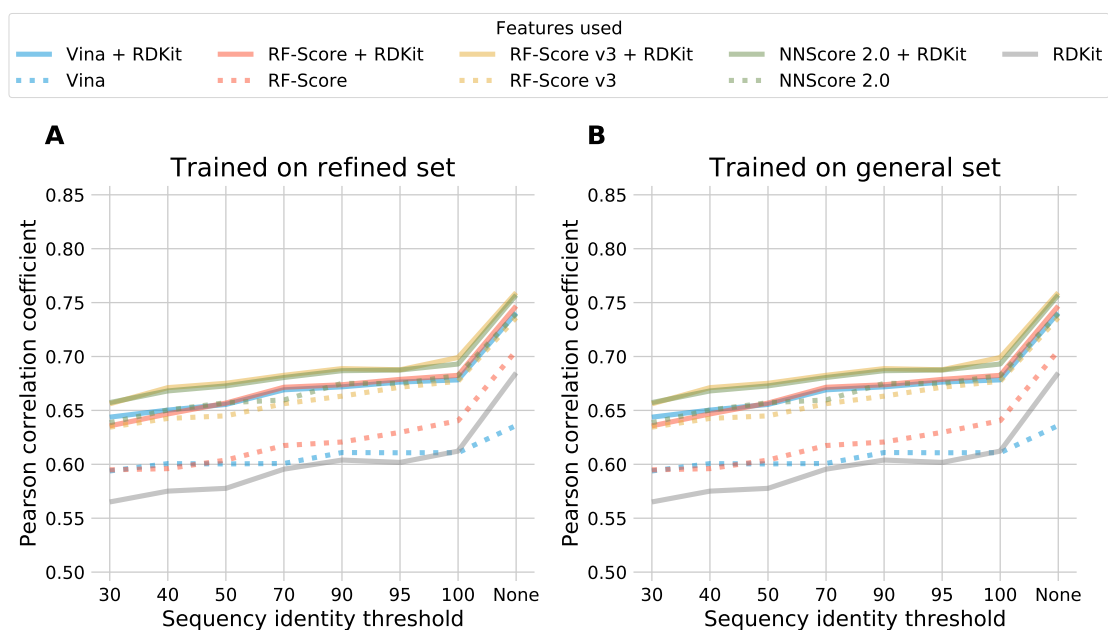 Features used
Vina + RDKit
RF-Score + RDKit
RF-Score v3 + RDKit
NNScore 2.0 + RDKit
RDKit
Vina
RF-Score
RF-Score v3
NNScore 2.0
A
Trained on refined set
Pearson correlation coefficient
0.85
0.80
0.75
0.70
0.65
0.60
0.55
0.50
30 40 50 70 90 95 100 None
Sequency identity threshold
B
Trained on general set
Pearson correlation coefficient
0.85
0.80
0.75
0.70
0.65
0.60
0.55
0.50
30 40 50 70 90 95 100 None
Sequency identity threshold